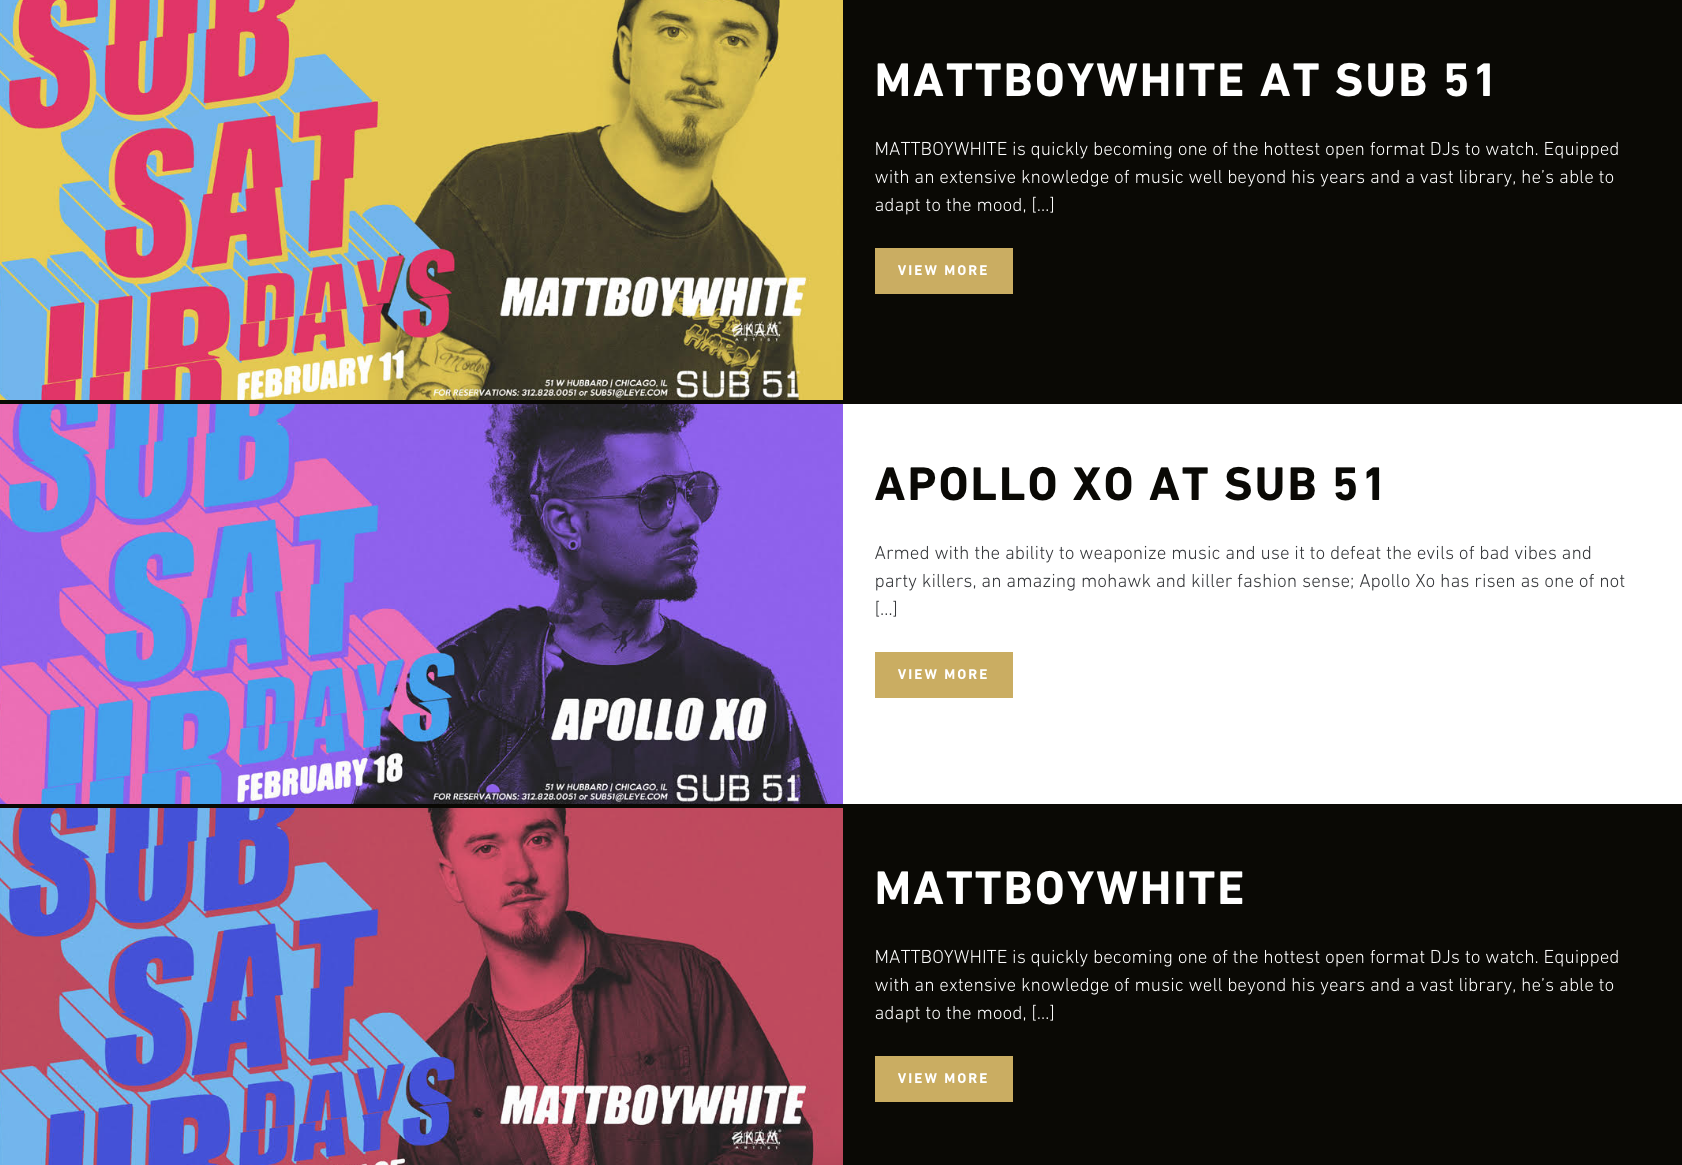 SUB
SAT
URDAYS
FEBRUARY 11
MATTBOYWHITE
SKAM
ARTIST
51 W HUBBARD | CHICAGO, IL
FOR RESERVATIONS: 312.828.0051 or SUB51@LEYE.COM
SUB 51
MATTBOYWHITE AT SUB 51
MATTBOYWHITE is quickly becoming one of the hottest open format DJs to watch. Equipped
with an extensive knowledge of music well beyond his years and a vast library, he’s able to
adapt to the mood, […]
VIEW MORE
SUB
SAT
URDAYS
FEBRUARY 18
APOLLO XO
51 W HUBBARD | CHICAGO, IL
FOR RESERVATIONS: 312.828.0051 or SUB51@LEYE.COM
SUB 51
APOLLO XO AT SUB 51
Armed with the ability to weaponize music and use it to defeat the evils of bad vibes and
party killers, an amazing mohawk and killer fashion sense; Apollo Xo has risen as one of not
[…]
VIEW MORE
SUB
SAT
URDAYS
MATTBOYWHITE
SKAM
ARTIST
MATTBOYWHITE
MATTBOYWHITE is quickly becoming one of the hottest open format DJs to watch. Equipped
with an extensive knowledge of music well beyond his years and a vast library, he’s able to
adapt to the mood, […]
VIEW MORE